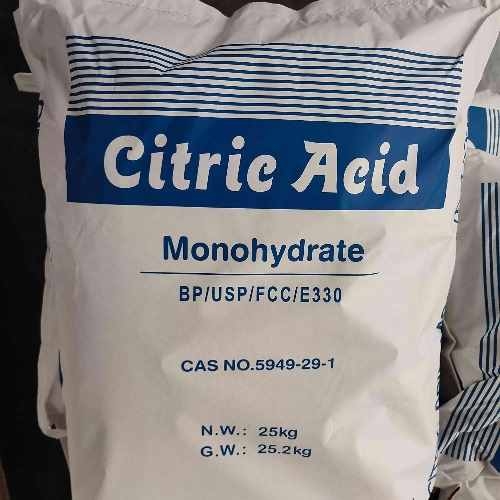 Citric Acid
Monohydrate
BP/USP/FCC/E330
CAS NO.5949-29-1
N.W.: 25kg
G.W.: 25.2kg